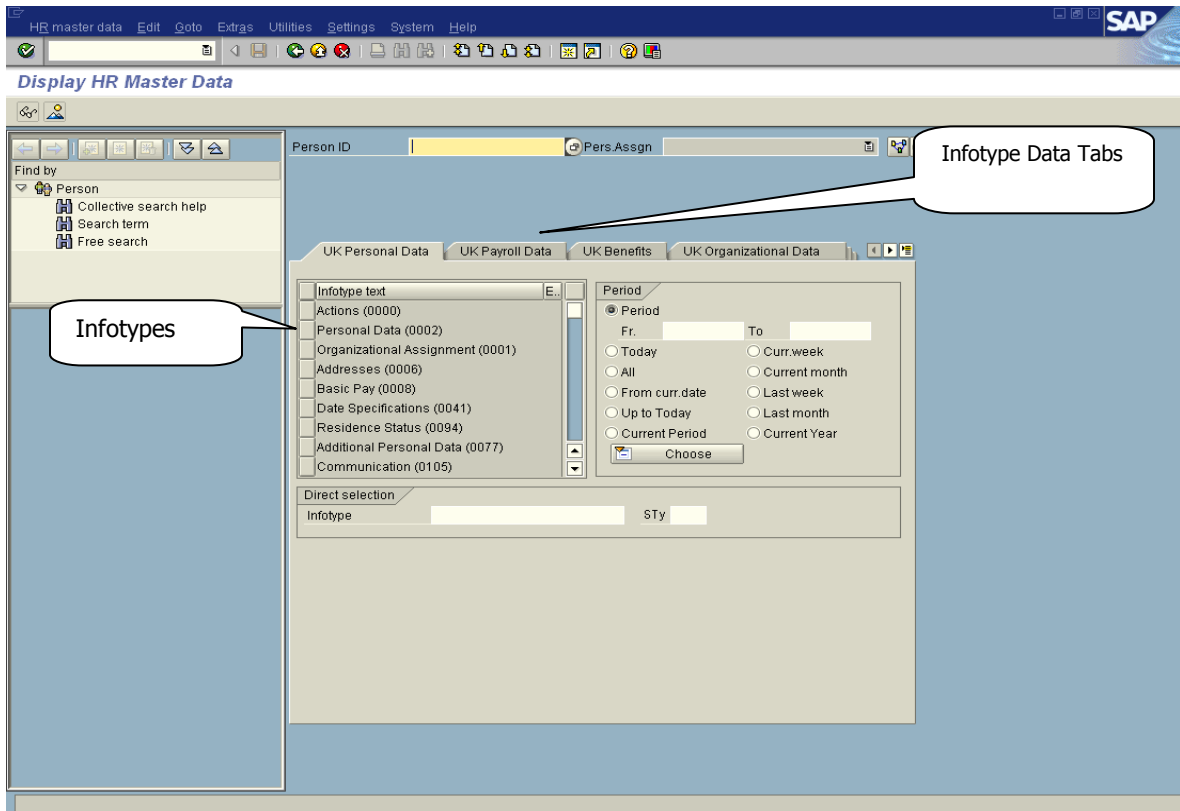 HR master data Edit Goto Extras Utilities Settings System Help
SAP
Display HR Master Data
Find by
Person
Collective search help
Search term
Free search
Person ID
Pers.Assgn
Infotype Data Tabs
UK Personal Data
UK Payroll Data
UK Benefits
UK Organizational Data
Infotypes
Infotype text
E..
Actions (0000)
Personal Data (0002)
Organizational Assignment (0001)
Addresses (0006)
Basic Pay (0008)
Date Specifications (0041)
Residence Status (0094)
Additional Personal Data (0077)
Communication (0105)
Period
Period
Fr.
To
Today
Curr.week
All
Current month
From curr.date
Last week
Up to Today
Last month
Current Period
Current Year
Choose
Direct selection
Infotype
STy